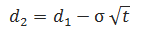 d₂ = d₁ − σ √t